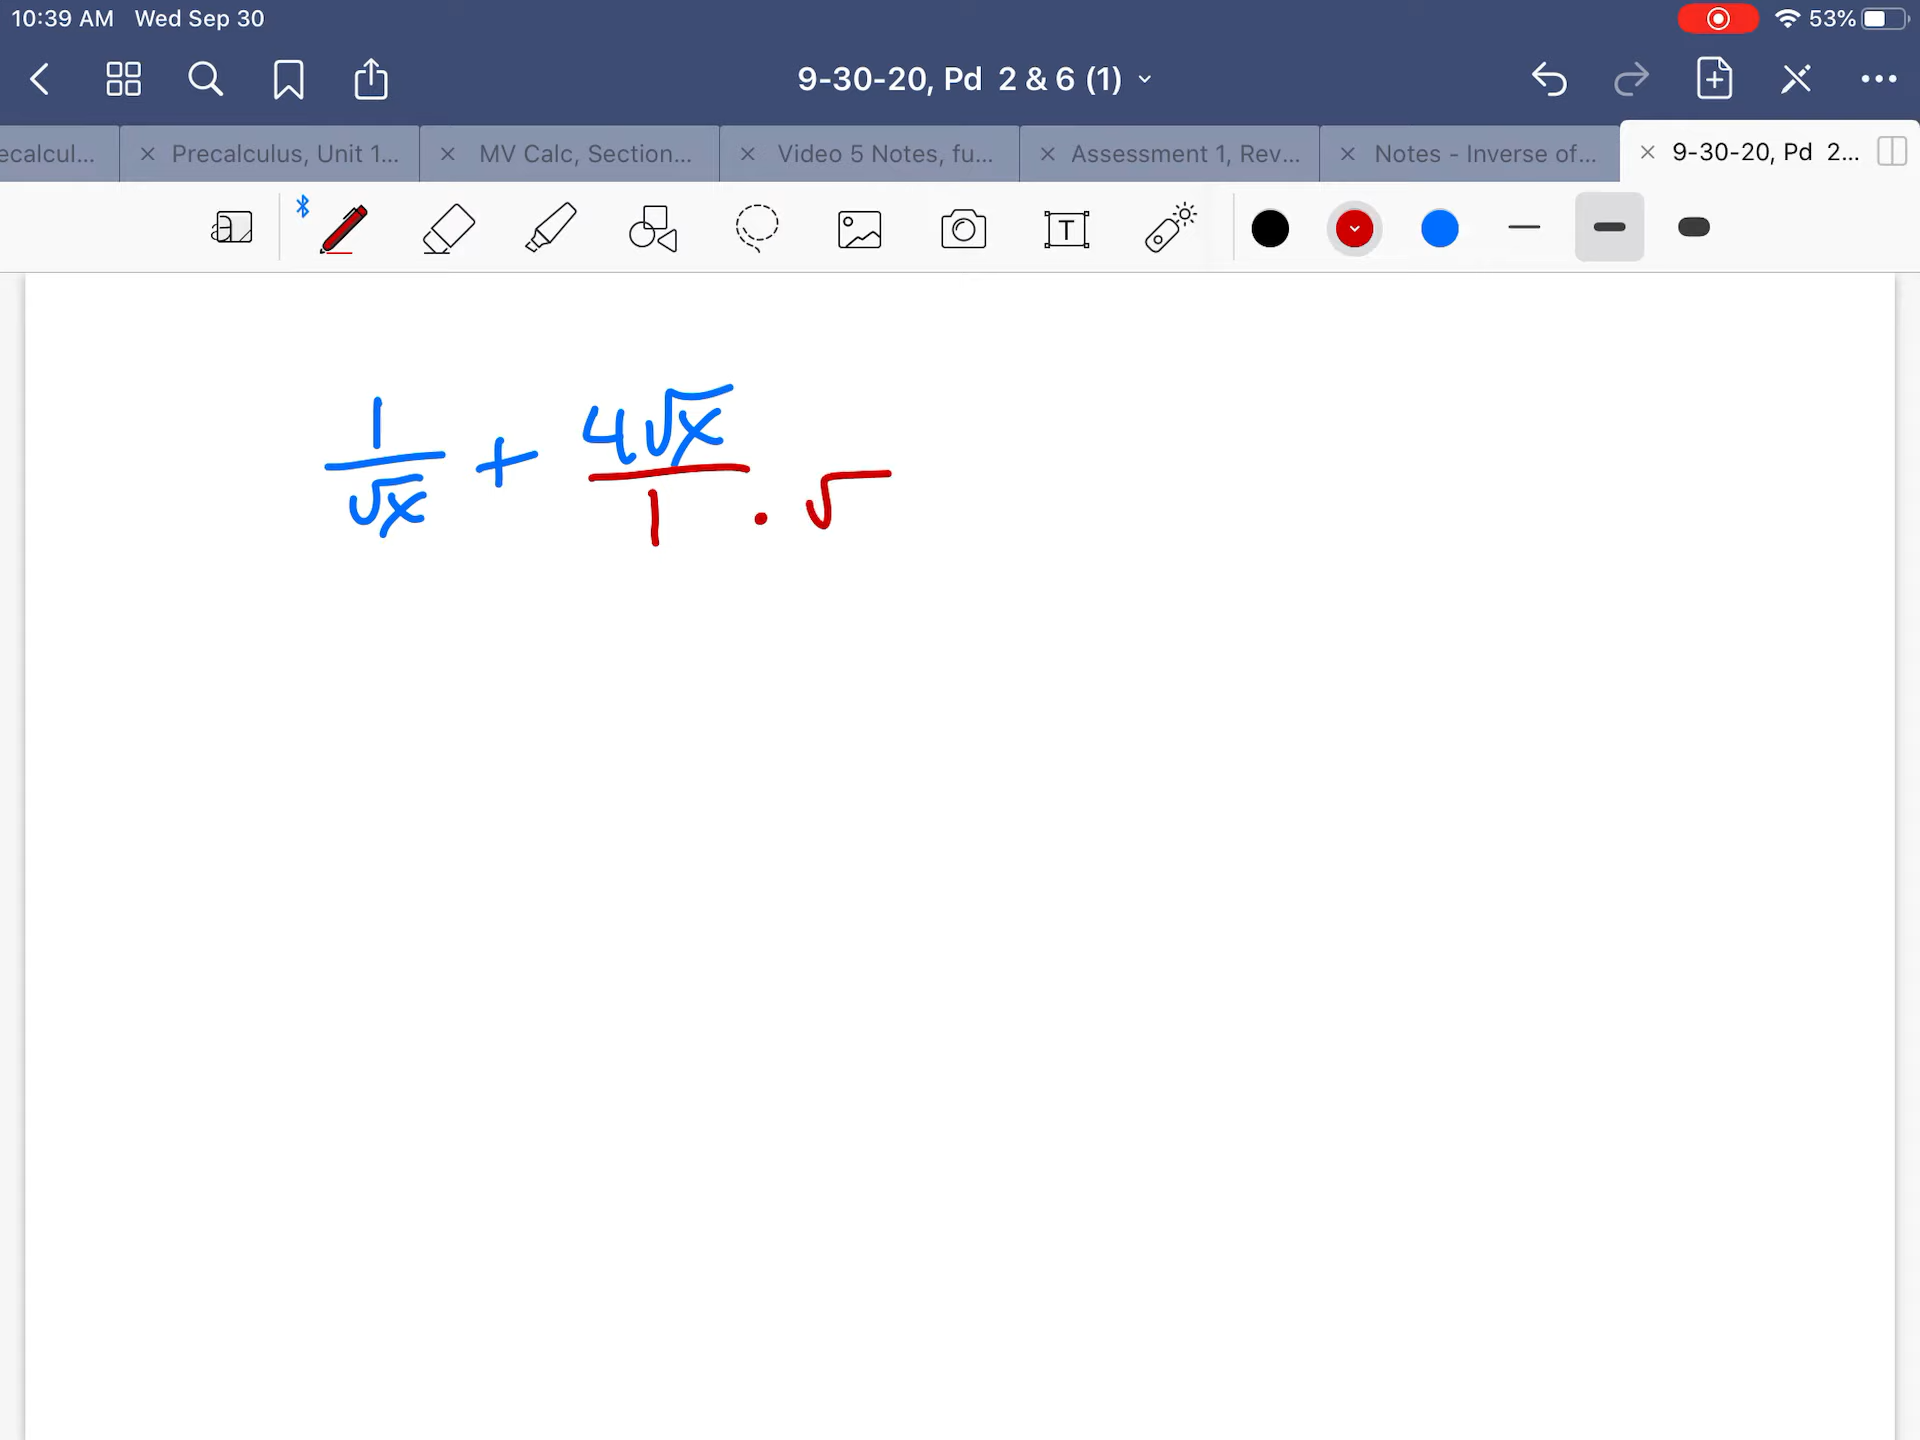 10:39 AM Wed Sep 30 53%
9-30-20, Pd 2 & 6 (1)
ecalcul... Precalculus, Unit 1... MV Calc, Section... Video 5 Notes, fu... Assessment 1, Rev... Notes - Inverse of... 9-30-20, Pd 2...
T
1/√x + 4√x/1 · √